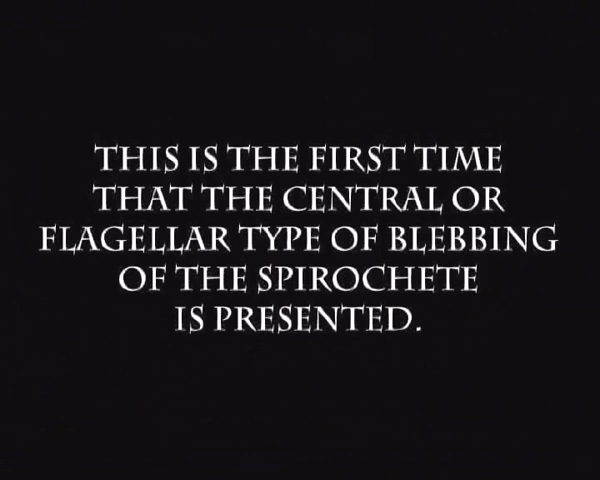 THIS IS THE FIRST TIME
THAT THE CENTRAL OR
FLAGELLAR TYPE OF BLEBBING
OF THE SPIROCHETE
IS PRESENTED.